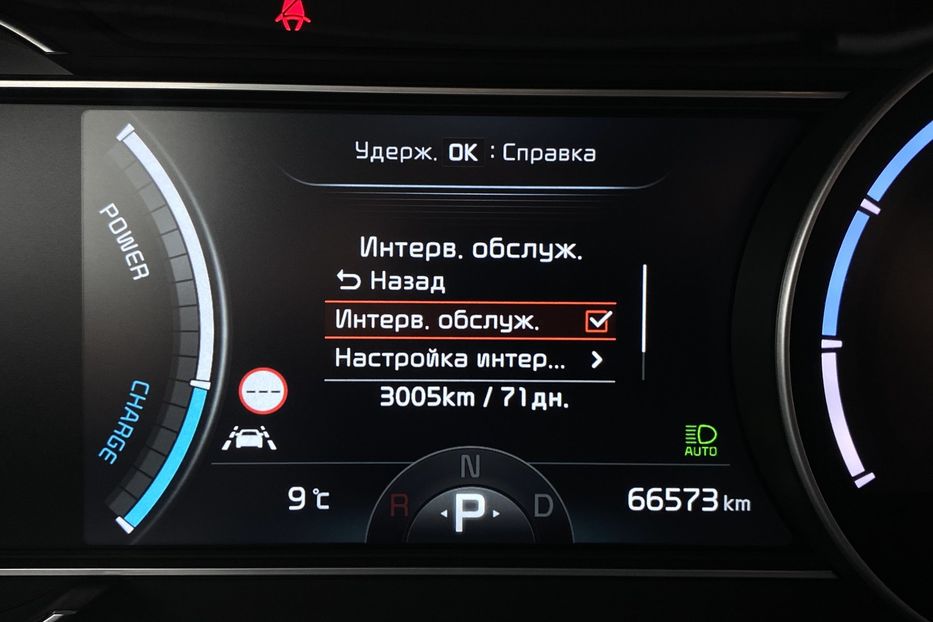 Удерж. OK : Справка
Интерв. обслуж.
Назад
Интерв. обслуж.
Настройка интер...
3005km / 71дн.
POWER
CHARGE
AUTO
9 °C
N
R
P
D
66573 km